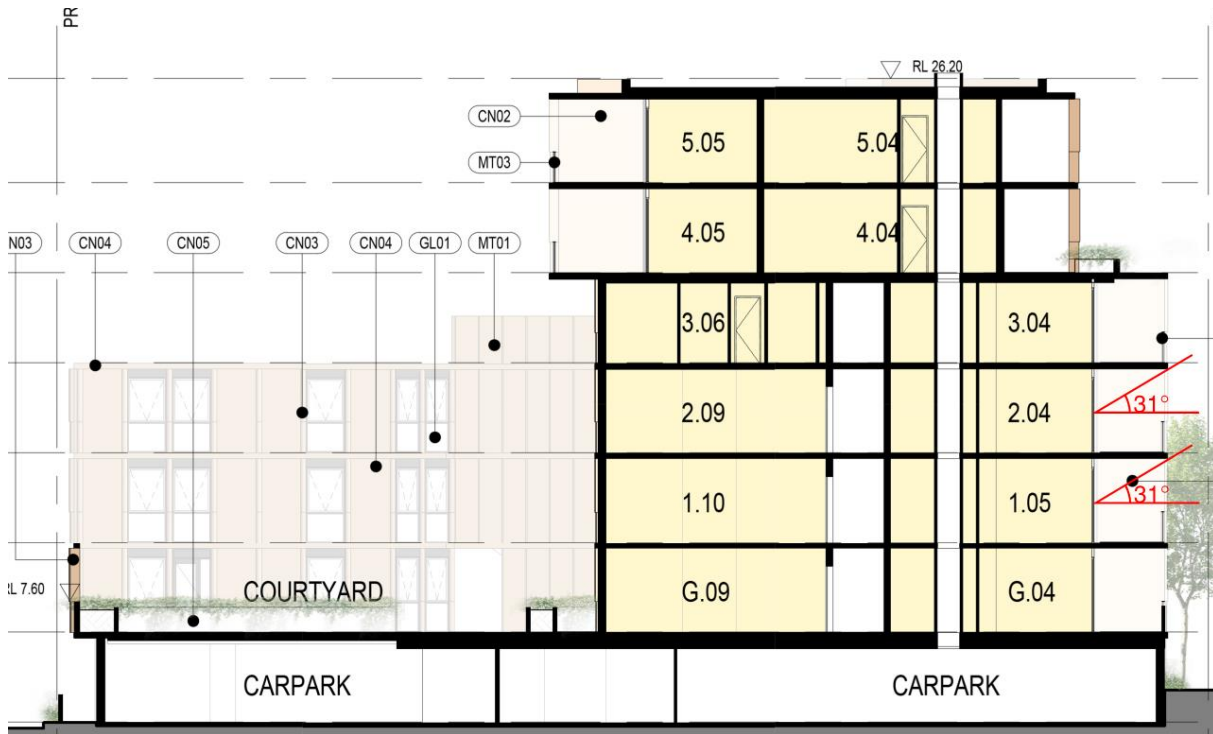 PR
RL 26.20
CN02
5.05
5.04
MT03
4.05
4.04
N03
CN04
CN05
CN03
CN04
GL01
MT01
3.06
3.04
2.09
2.04
31°
1.10
1.05
31°
RL 7.60
COURTYARD
G.09
G.04
CARPARK
CARPARK